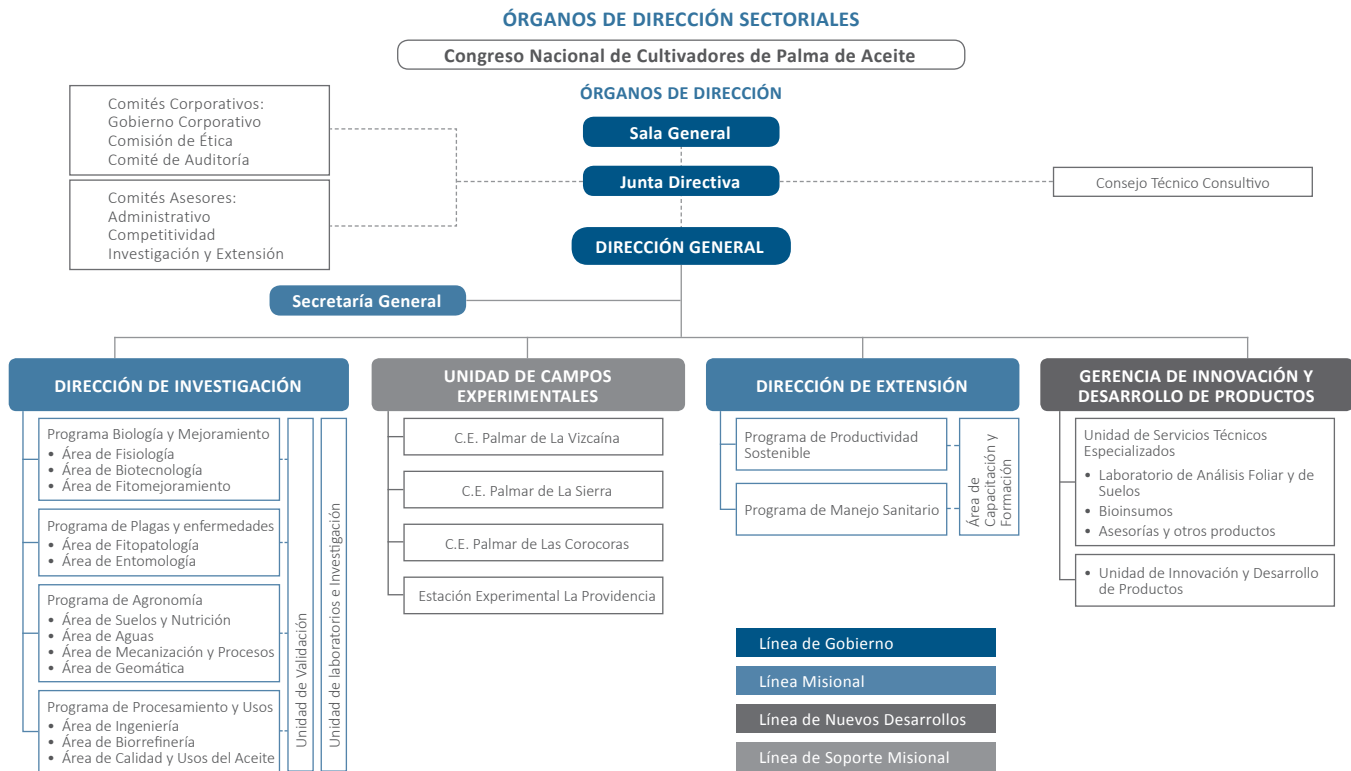 ÓRGANOS DE DIRECCIÓN SECTORIALES
Congreso Nacional de Cultivadores de Palma de Aceite
ÓRGANOS DE DIRECCIÓN
Comités Corporativos:
Gobierno Corporativo
Comisión de Ética
Comité de Auditoría
Comités Asesores:
Administrativo
Competitividad
Investigación y Extensión
Sala General
Junta Directiva
Consejo Técnico Consultivo
DIRECCIÓN GENERAL
Secretaría General
DIRECCIÓN DE INVESTIGACIÓN
Programa Biología y Mejoramiento
• Área de Fisiología
• Área de Biotecnología
• Área de Fitomejoramiento
Programa de Plagas y enfermedades
• Área de Fitopatología
• Área de Entomología
Programa de Agronomía
• Área de Suelos y Nutrición
• Área de Aguas
• Área de Mecanización y Procesos
• Área de Geomática
Programa de Procesamiento y Usos
• Área de Ingeniería
• Área de Biorrefinería
• Área de Calidad y Usos del Aceite
Unidad de Validación
Unidad de laboratorios e Investigación
UNIDAD DE CAMPOS
EXPERIMENTALES
C.E. Palmar de La Vizcaína
C.E. Palmar de La Sierra
C.E. Palmar de Las Corocoras
Estación Experimental La Providencia
DIRECCIÓN DE EXTENSIÓN
Programa de Productividad
Sostenible
Programa de Manejo Sanitario
Área de
Capacitación y
Formación
GERENCIA DE INNOVACIÓN Y
DESARROLLO DE PRODUCTOS
Unidad de Servicios Técnicos
Especializados
• Laboratorio de Análisis Foliar y de
Suelos
• Bioinsumos
• Asesorías y otros productos
• Unidad de Innovación y Desarrollo
de Productos
Línea de Gobierno
Línea Misional
Línea de Nuevos Desarrollos
Línea de Soporte Misional